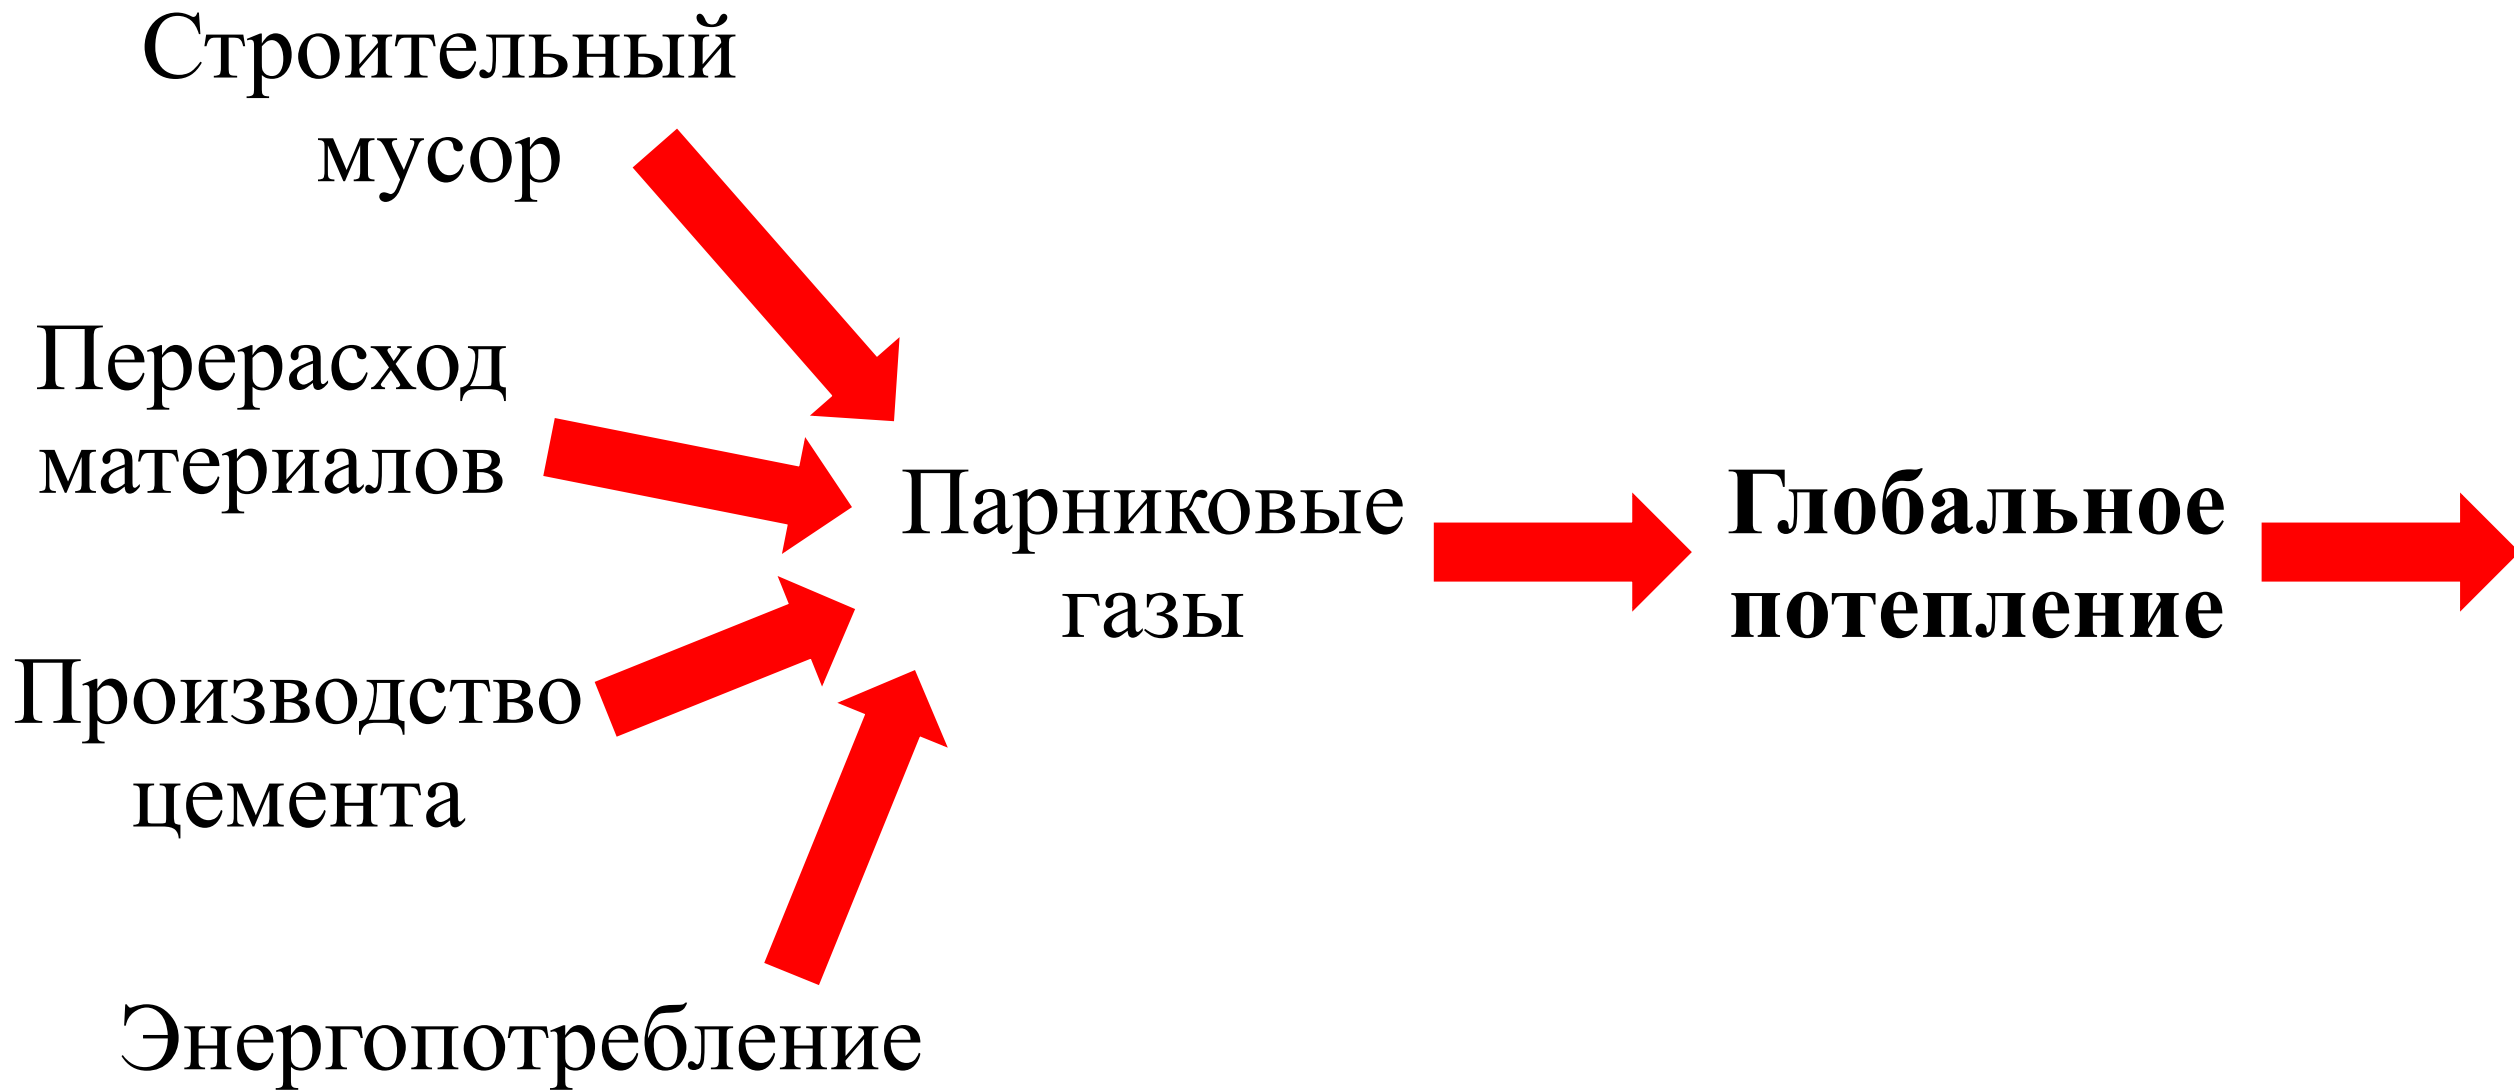 Строительный
мусор
Перерасход
материалов
Производство
цемента
Энергопотребление
Парниковые
газы
Глобальное
потепление